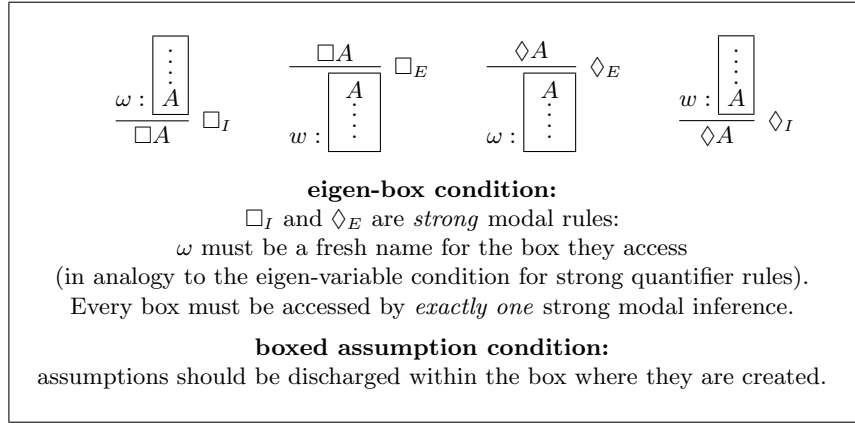 ω : A □A □I
□A □E w : A
◇A ◇E ω : A
w : A ◇A ◇I
eigen-box condition:
□I and ◇E are strong modal rules:
ω must be a fresh name for the box they access
(in analogy to the eigen-variable condition for strong quantifier rules).
Every box must be accessed by exactly one strong modal inference.
boxed assumption condition:
assumptions should be discharged within the box where they are created.